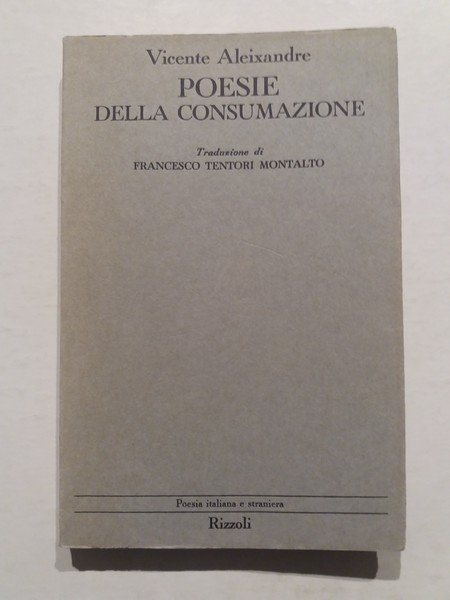 Vicente Aleixandre
POESIE
DELLA CONSUMAZIONE
Traduzione di
FRANCESCO TENTORI MONTALTO
Poesia italiana e straniera
Rizzoli